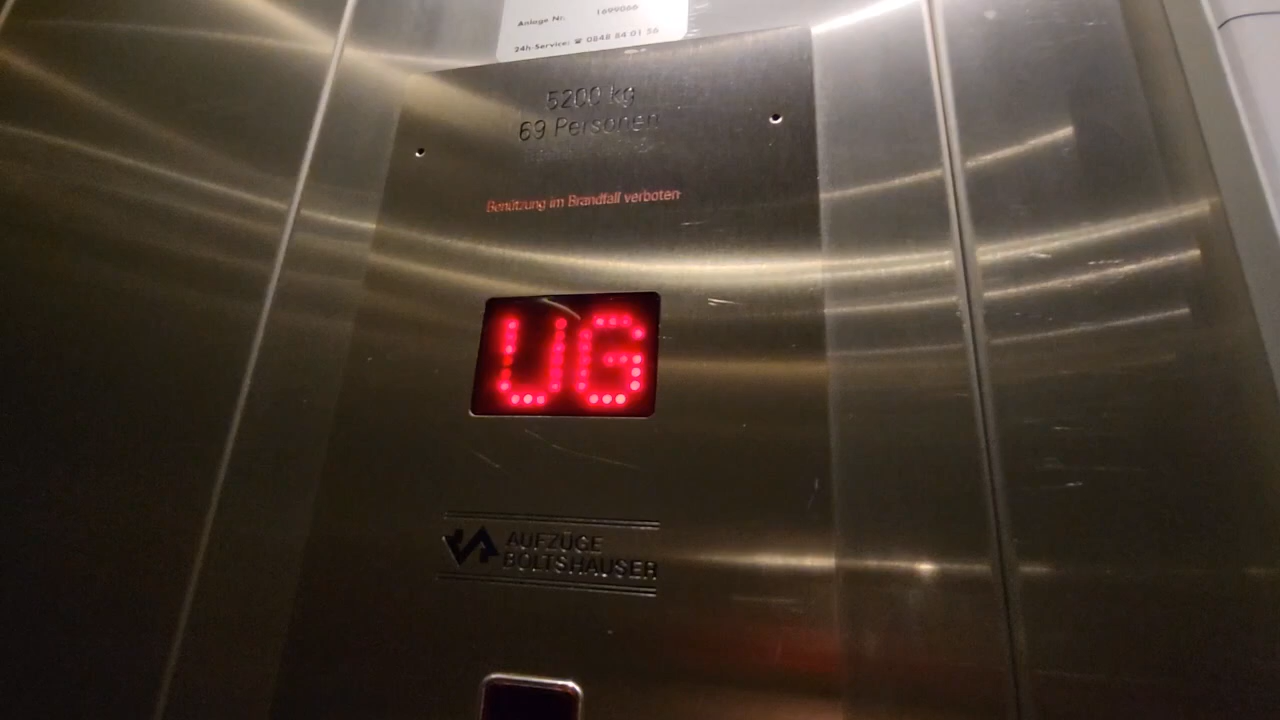 Anlage Nr. 1699066
24h-Service: ☎ 0848 84 01 56
5200 kg
69 Personen
Benützung im Brandfall verboten
UG
AUFZÜGE
BOLTSHAUSER